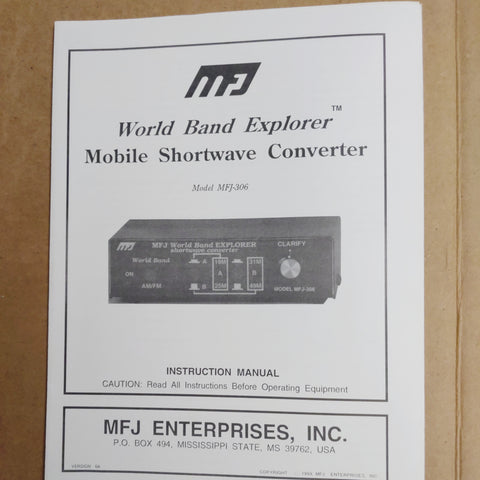 MFJ
World Band Explorer™
Mobile Shortwave Converter
Model MFJ-306
MFJ
MFJ World Band EXPLORER
shortwave converter
CLARIFY
World Band
A 19M 31M
ON
A B
AM/FM
B 25M 49M
MODEL MFJ-306
INSTRUCTION MANUAL
CAUTION: Read All Instructions Before Operating Equipment
MFJ ENTERPRISES, INC.
P.O. BOX 494, MISSISSIPPI STATE, MS 39762, USA
COPYRIGHT MFJ ENTERPRISES, INC.